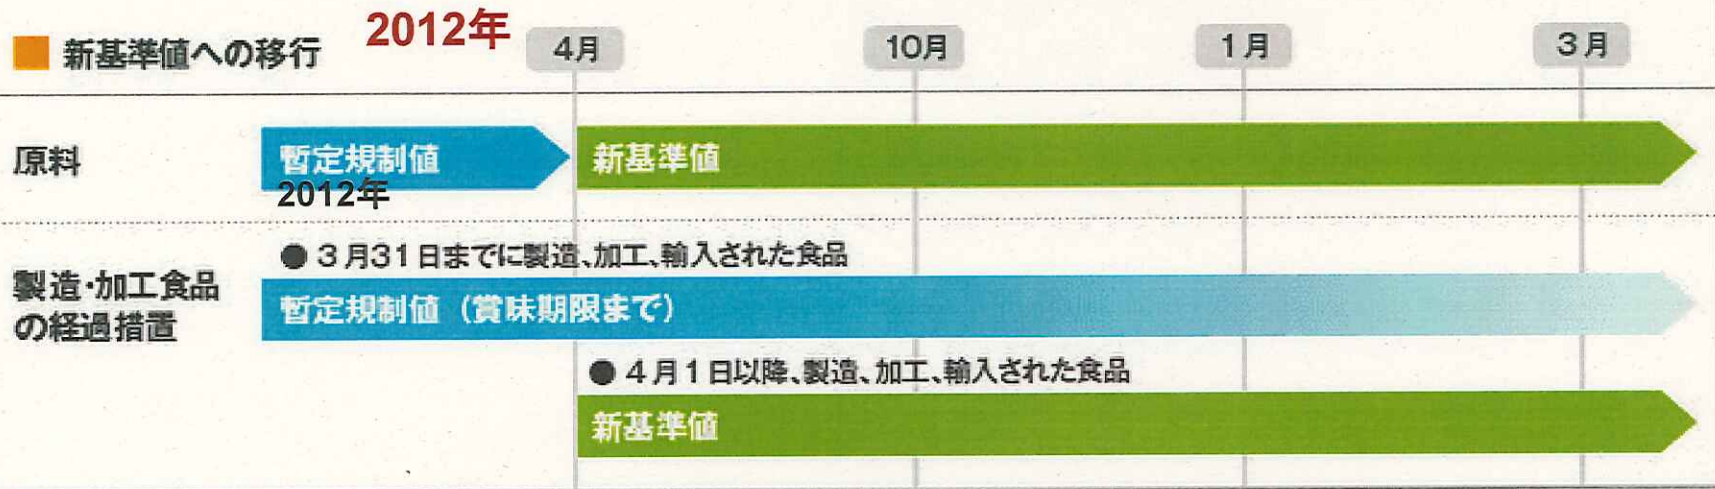 新基準値への移行
2012年
4月
10月
1月
3月
原料
暫定規制値
新基準値
2012年
●3月31日までに製造、加工、輸入された食品
製造・加工食品
の経過措置
暫定規制値（賞味期限まで）
●4月1日以降、製造、加工、輸入された食品
新基準値